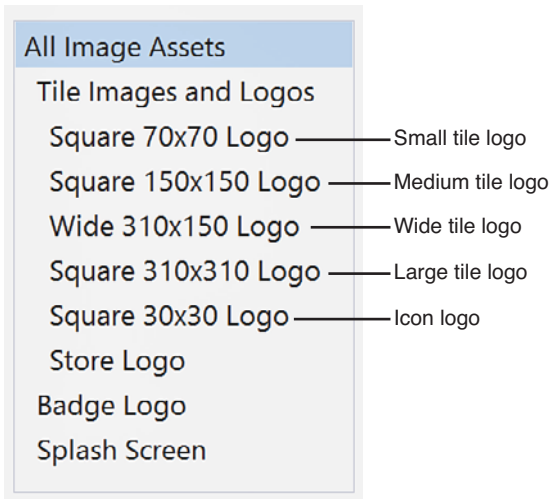 All Image Assets
Tile Images and Logos
Square 70x70 Logo Small tile logo
Square 150x150 Logo Medium tile logo
Wide 310x150 Logo Wide tile logo
Square 310x310 Logo Large tile logo
Square 30x30 Logo Icon logo
Store Logo
Badge Logo
Splash Screen